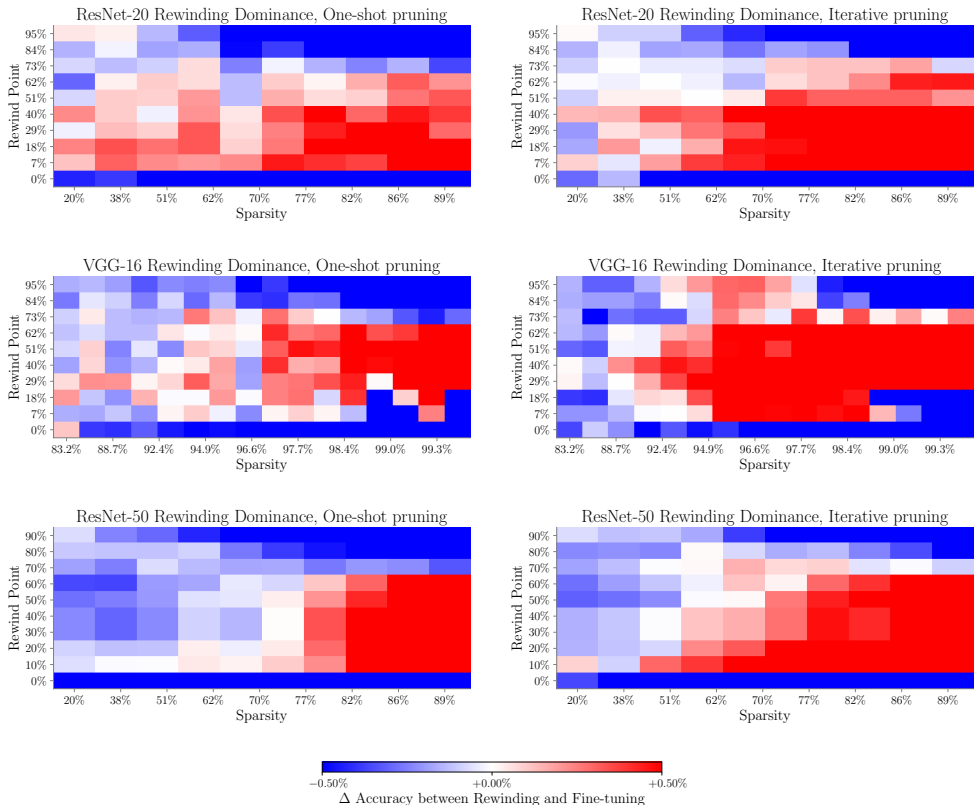 ResNet-20 Rewinding Dominance, One-shot pruning
95%
84%
73%
62%
51%
40%
29%
18%
7%
0%
Rewind Point
20% 38% 51% 62% 70% 77% 82% 86% 89%
Sparsity
ResNet-20 Rewinding Dominance, Iterative pruning
95%
84%
73%
62%
51%
40%
29%
18%
7%
0%
Rewind Point
20% 38% 51% 62% 70% 77% 82% 86% 89%
Sparsity
VGG-16 Rewinding Dominance, One-shot pruning
95%
84%
73%
62%
51%
40%
29%
18%
7%
0%
Rewind Point
83.2% 88.7% 92.4% 94.9% 96.6% 97.7% 98.4% 99.0% 99.3%
Sparsity
VGG-16 Rewinding Dominance, Iterative pruning
95%
84%
73%
62%
51%
40%
29%
18%
7%
0%
Rewind Point
83.2% 88.7% 92.4% 94.9% 96.6% 97.7% 98.4% 99.0% 99.3%
Sparsity
ResNet-50 Rewinding Dominance, One-shot pruning
90%
80%
70%
60%
50%
40%
30%
20%
10%
0%
Rewind Point
20% 38% 51% 62% 70% 77% 82% 86% 89%
Sparsity
ResNet-50 Rewinding Dominance, Iterative pruning
90%
80%
70%
60%
50%
40%
30%
20%
10%
0%
Rewind Point
20% 38% 51% 62% 70% 77% 82% 86% 89%
Sparsity
−0.50% +0.00% +0.50%
Δ Accuracy between Rewinding and Fine-tuning